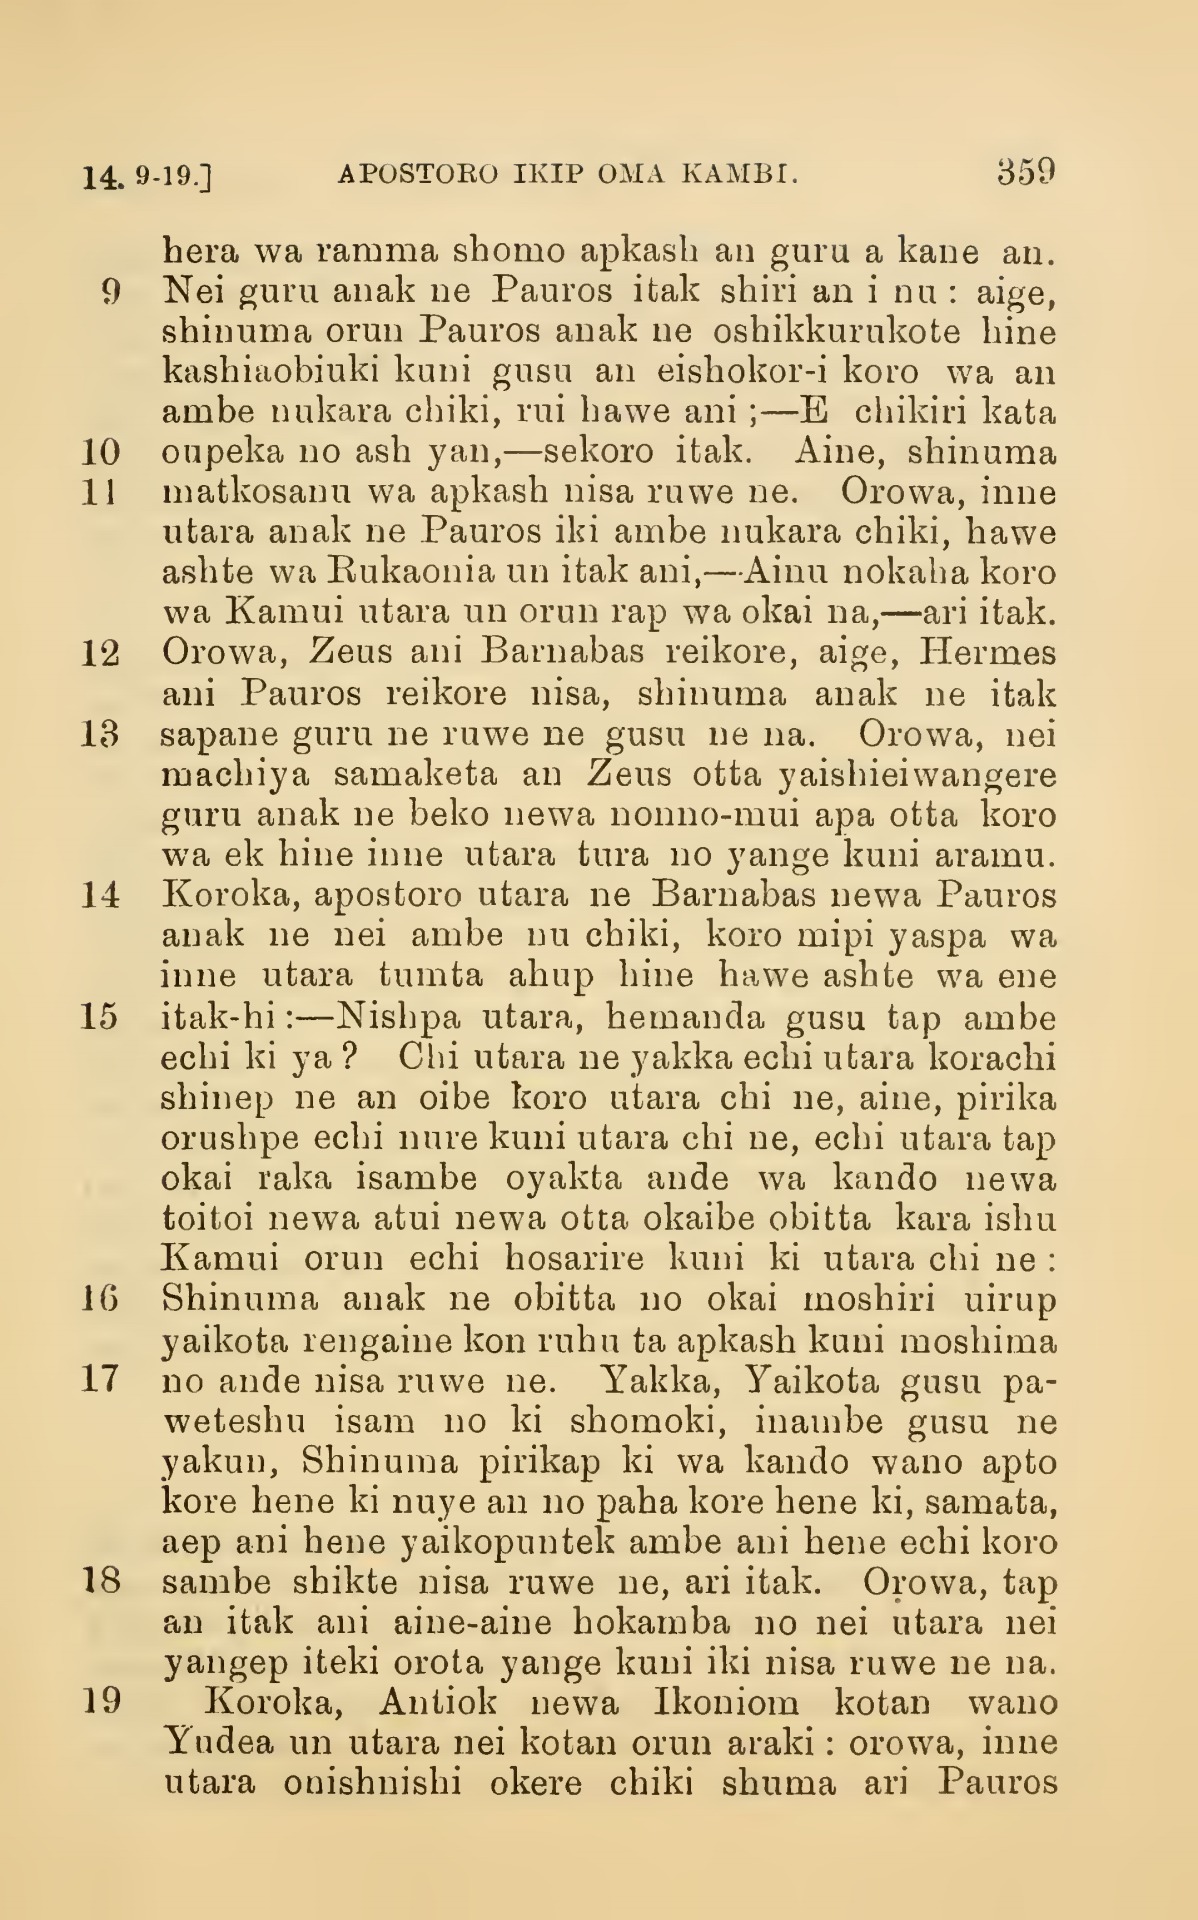 14. 9-19.] APOSTORO IKIP OMA KAMBI. 359
hera wa ramma shomo apkash an guru a kane an.
9 Nei guru anak ne Pauros itak shiri an i nu : aige,
shinuma orun Pauros anak ne oshikkurukote hine
kashiaobiuki kuni gusu an eishokor-i koro wa an
ambe nukara chiki, rui hawe ani ;—E chikiri kata
10 oupeka no ash yan,—sekoro itak. Aine, shinuma
11 matkosanu wa apkash nisa ruwe ne. Orowa, inne
utara anak ne Pauros iki ambe nukara chiki, hawe
ashte wa Rukaonia un itak ani,—Ainu nokaha koro
wa Kamui utara un orun rap wa okai na,—ari itak.
12 Orowa, Zeus ani Barnabas reikore, aige, Hermes
ani Pauros reikore nisa, shinuma anak ne itak
13 sapane guru ne ruwe ne gusu ne na. Orowa, nei
machiya samaketa an Zeus otta yaishieiwangere
guru anak ne beko newa nonno-mui apa otta koro
wa ek hine inne utara tura no yange kuni aramu.
14 Koroka, apostoro utara ne Barnabas newa Pauros
anak ne nei ambe nu chiki, koro mipi yaspa wa
inne utara tumta ahup hine hawe ashte wa ene
15 itak-hi :—Nishpa utara, hemanda gusu tap ambe
echi ki ya ? Chi utara ne yakka echi utara korachi
shinep ne an oibe koro utara chi ne, aine, pirika
orushpe echi nure kuni utara chi ne, echi utara tap
okai raka isambe oyakta ande wa kando newa
toitoi newa atui newa otta okaibe obitta kara ishu
Kamui orun echi hosarire kuni ki utara chi ne :
16 Shinuma anak ne obitta no okai moshiri uirup
yaikota rengaine kon ruhu ta apkash kuni moshima
17 no ande nisa ruwe ne. Yakka, Yaikota gusu pa-
weteshu isam no ki shomoki, inambe gusu ne
yakun, Shinuma pirikap ki wa kando wano apto
kore hene ki nuye an no paha kore hene ki, samata,
aep ani hene yaikopuntek ambe ani hene echi koro
18 sambe shikte nisa ruwe ne, ari itak. Orowa, tap
an itak ani aine-aine hokamba no nei utara nei
yangep iteki orota yange kuni iki nisa ruwe ne na.
19 Koroka, Antiok newa Ikoniom kotan wano
Yudea un utara nei kotan orun araki : orowa, inne
utara onishnishi okere chiki shuma ari Pauros